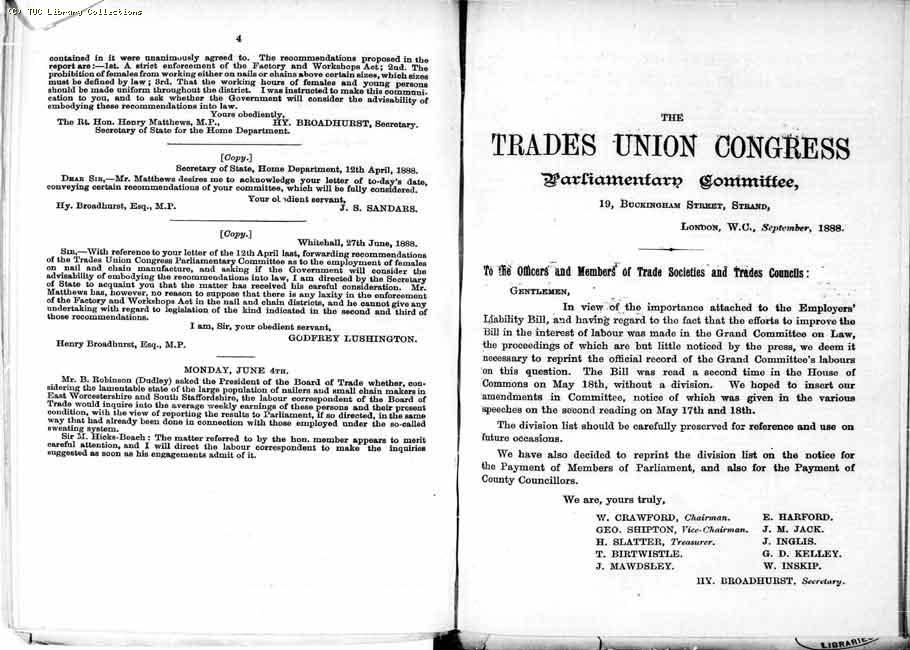 (C) TUC Library Collections
4
contained in it were unanimously agreed to. The recommendations proposed in the
report are:—1st. A strict enforcement of the Factory and Workshops Act; 2nd. The
prohibition of females from working either on nails or chains above certain sizes, which sizes
must be defined by law; 3rd. That the working hours of females and young persons
should be made uniform throughout the district. I was instructed to make this communi-
cation to you, and to ask whether the Government will consider the advisability of
embodying these recommendations into law.
Yours obediently,
The Rt. Hon. Henry Matthews, M.P., HY. BROADHURST, Secretary.
Secretary of State for the Home Department.
[Copy.]
Secretary of State, Home Department, 12th April, 1888.
DEAR SIR,—Mr. Matthews desires me to acknowledge your letter of to-day's date,
conveying certain recommendations of your committee, which will be fully considered.
Your obedient servant,
Hy. Broadhurst, Esq., M.P. J. S. SANDARS.
[Copy.]
Whitehall, 27th June, 1888.
SIR,—With reference to your letter of the 12th April last, forwarding recommendations
of the Trades Union Congress Parliamentary Committee as to the employment of females
on nail and chain manufacture, and asking if the Government will consider the
advisability of embodying the recommendations into law, I am directed by the Secretary
of State to acquaint you that the matter has received his careful consideration. Mr.
Matthews has, however, no reason to suppose that there is any laxity in the enforcement
of the Factory and Workshops Act in the nail and chain districts, and he cannot give any
undertaking with regard to legislation of the kind indicated in the second and third of
those recommendations.
I am, Sir, your obedient servant,
GODFREY LUSHINGTON.
Henry Broadhurst, Esq., M.P.
MONDAY, JUNE 4TH.
Mr. B. Robinson (Dudley) asked the President of the Board of Trade whether, con-
sidering the lamentable state of the large population of nailers and small chain makers in
East Worcestershire and South Staffordshire, the labour correspondent of the Board of
Trade would inquire into the average weekly earnings of these persons and their present
condition, with the view of reporting the results to Parliament, if so directed, in the same
way that had already been done in connection with those employed under the so-called
sweating system.
Sir M. Hicks-Beach: The matter referred to by the hon. member appears to merit
careful attention, and I will direct the labour correspondent to make the inquiries
suggested as soon as his engagements admit of it.
THE
TRADES UNION CONGRESS
Parliamentary Committee,
19, BUCKINGHAM STREET, STRAND,
LONDON, W.C., September, 1888.
To the Officers and Members of Trade Societies and Trades Councils:
GENTLEMEN,
In view of the importance attached to the Employers'
Liability Bill, and having regard to the fact that the efforts to improve the
Bill in the interest of labour was made in the Grand Committee on Law,
the proceedings of which are but little noticed by the press, we deem it
necessary to reprint the official record of the Grand Committee's labours
on this question. The Bill was read a second time in the House of
Commons on May 18th, without a division. We hoped to insert our
amendments in Committee, notice of which was given in the various
speeches on the second reading on May 17th and 18th.
The division list should be carefully preserved for reference and use on
future occasions.
We have also decided to reprint the division list on the notice for
the Payment of Members of Parliament, and also for the Payment of
County Councillors.
We are, yours truly,
W. CRAWFORD, Chairman. E. HARFORD.
GEO. SHIPTON, Vice-Chairman. J. M. JACK.
H. SLATTER, Treasurer. J. INGLIS.
T. BIRTWISTLE. G. D. KELLEY.
J. MAWDSLEY. W. INSKIP.
HY. BROADHURST, Secretary.
LIBRARIES